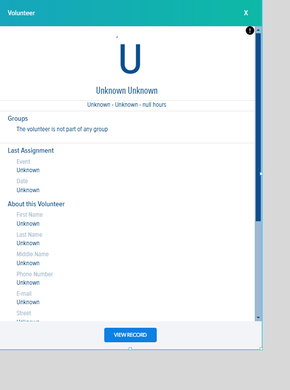 Volunteer X
!
U
Unknown Unknown
Unknown - Unknown - null hours
Groups
The volunteer is not part of any group
Last Assignment
Event
Unknown
Date
Unknown
About this Volunteer
First Name
Unknown
Last Name
Unknown
Middle Name
Unknown
Phone Number
Unknown
E-mail
Unknown
Street
VIEW RECORD